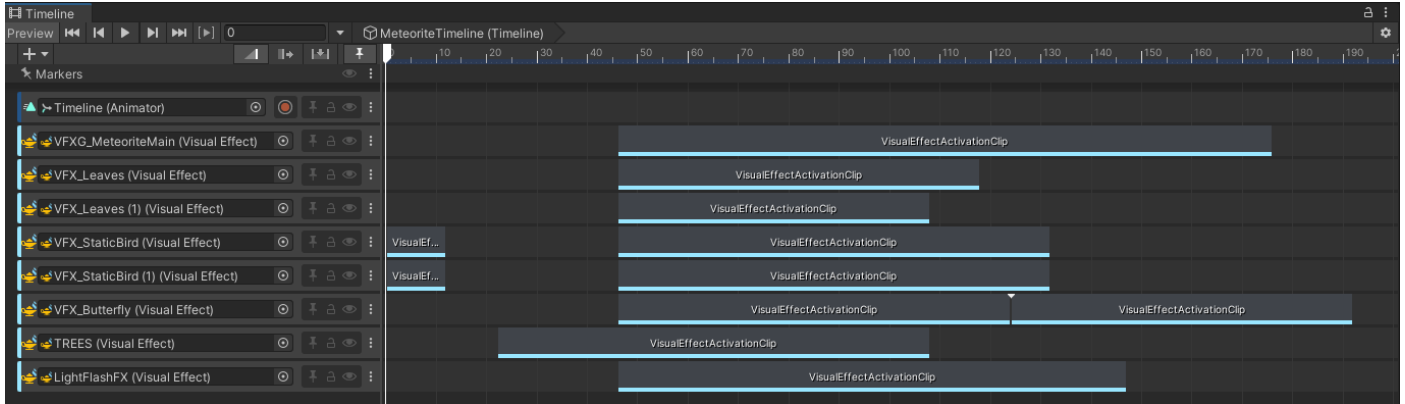 Timeline
Preview 0 MeteoriteTimeline (Timeline)
0 10 20 30 40 50 60 70 80 90 100 110 120 130 140 150 160 170 180 190
Markers
Timeline (Animator)
VFXG_MeteoriteMain (Visual Effect) VisualEffectActivationClip
VFX_Leaves (Visual Effect) VisualEffectActivationClip
VFX_Leaves (1) (Visual Effect) VisualEffectActivationClip
VFX_StaticBird (Visual Effect) VisualEf... VisualEffectActivationClip
VFX_StaticBird (1) (Visual Effect) VisualEf... VisualEffectActivationClip
VFX_Butterfly (Visual Effect) VisualEffectActivationClip VisualEffectActivationClip
TREES (Visual Effect) VisualEffectActivationClip
LightFlashFX (Visual Effect) VisualEffectActivationClip